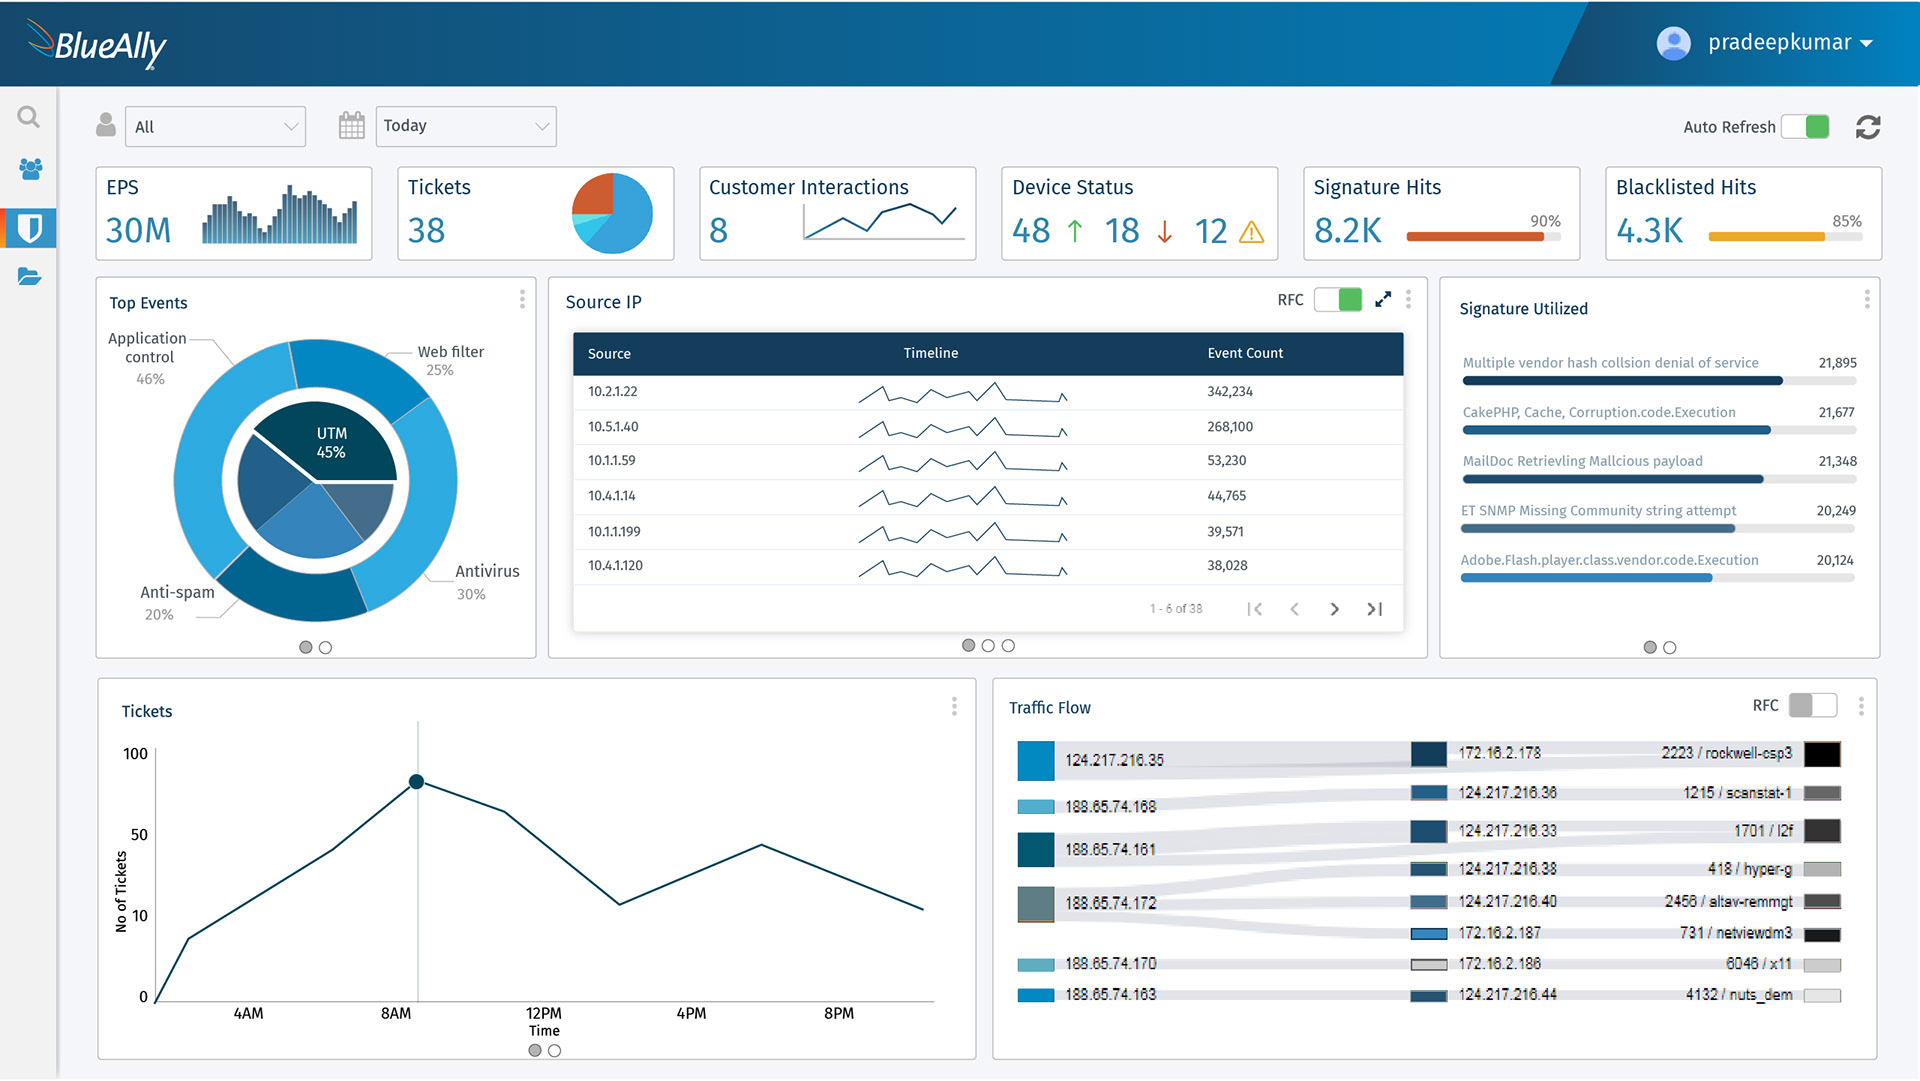 BlueAlly
pradeepkumar
All
Today
Auto Refresh
EPS
30M
Tickets
38
Customer Interactions
8
Device Status
48 18 12
Signature Hits
8.2K
90%
Blacklisted Hits
4.3K
85%
Top Events
Application
control
46%
Web filter
25%
UTM
45%
Antivirus
30%
Anti-spam
20%
Source IP
RFC
Source Timeline Event Count
10.2.1.22 342,234
10.5.1.40 268,100
10.1.1.59 53,230
10.4.1.14 44,765
10.1.1.199 39,571
10.4.1.120 38,028
1 - 6 of 38
Signature Utilized
Multiple vendor hash collsion denial of service 21,895
CakePHP, Cache, Corruption.code.Execution 21,677
MailDoc Retrievling Mallcious payload 21,348
ET SNMP Missing Community string attempt 20,249
Adobe.Flash.player.class.vendor.code.Execution 20,124
Tickets
100
50
10
0
No of Tickets
4AM 8AM 12PM 4PM 8PM
Time
Traffic Flow
RFC
124.217.216.35 172.16.2.178 2223 / rockwell-csp3
188.65.74.168 124.217.216.36 1215 / scanstat-1
188.65.74.161 124.217.216.33 1701 / l2f
124.217.216.38 418 / hyper-g
188.65.74.172 124.217.216.40 2456 / altav-remmgt
172.16.2.187 731 / netviewdm3
188.65.74.170 172.16.2.186 6046 / x11
188.65.74.163 124.217.216.44 4132 / nuts_dem